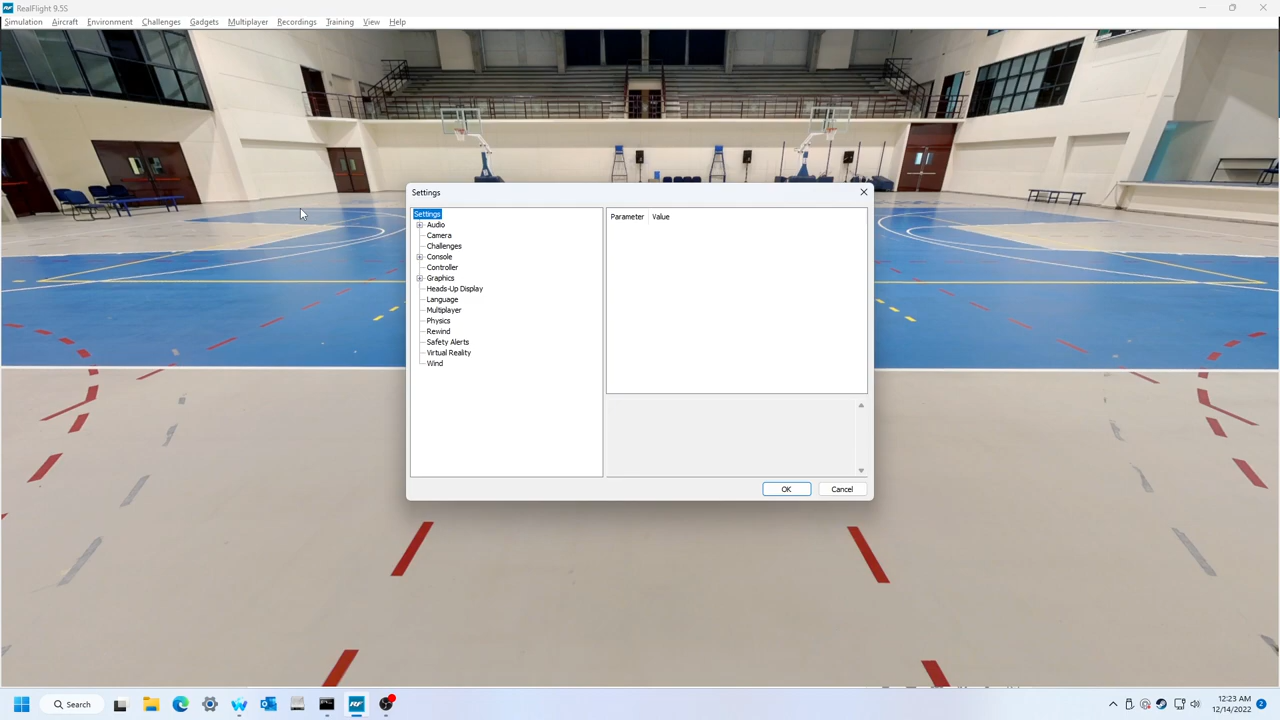 RealFlight 9.5S
Simulation Aircraft Environment Challenges Gadgets Multiplayer Recordings Training View Help
Settings
Settings
Audio
Camera
Challenges
Console
Controller
Graphics
Heads-Up Display
Language
Multiplayer
Physics
Rewind
Safety Alerts
Virtual Reality
Wind
Parameter Value
OK Cancel
Search
RF
12:23 AM
12/14/2022
2